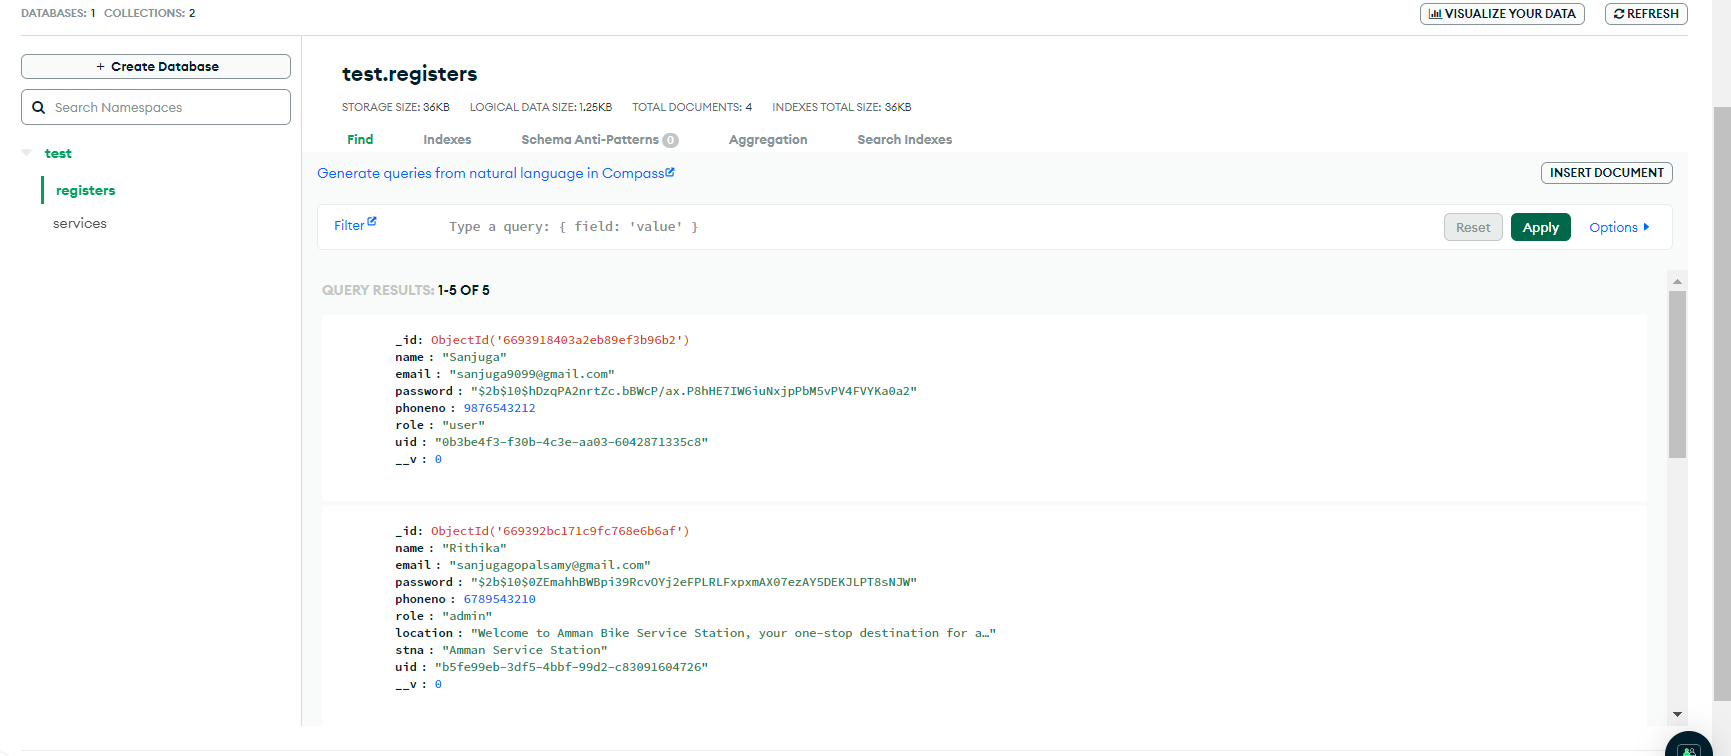 DATABASES: 1 COLLECTIONS: 2
VISUALIZE YOUR DATA
REFRESH
+ Create Database
Search Namespaces
test
registers
services
test.registers
STORAGE SIZE: 36KB LOGICAL DATA SIZE: 1.25KB TOTAL DOCUMENTS: 4 INDEXES TOTAL SIZE: 36KB
Find Indexes Schema Anti-Patterns 0 Aggregation Search Indexes
Generate queries from natural language in Compass
INSERT DOCUMENT
Filter Type a query: { field: 'value' } Reset Apply Options
QUERY RESULTS: 1-5 OF 5
_id: ObjectId('6693918403a2eb89ef3b96b2')
name : "Sanjuga"
email : "sanjuga9099@gmail.com"
password : "$2b$10$hDzqPA2nrtZc.bBWcP/ax.P8hHE7IW6iuNxjpPbM5vPV4FVYKa0a2"
phoneno : 9876543212
role : "user"
uid : "0b3be4f3-f30b-4c3e-aa03-6042871335c8"
__v : 0
_id: ObjectId('669392bc171c9fc768e6b6af')
name : "Rithika"
email : "sanjugagopalsamy@gmail.com"
password : "$2b$10$0ZEmahhBWBpi39RcvOYj2eFPLRLFxpxmAX07ezAY5DEKJLPT8sNJW"
phoneno : 6789543210
role : "admin"
location : "Welcome to Amman Bike Service Station, your one-stop destination for a…"
stna : "Amman Service Station"
uid : "b5fe99eb-3df5-4bbf-99d2-c83091604726"
__v : 0